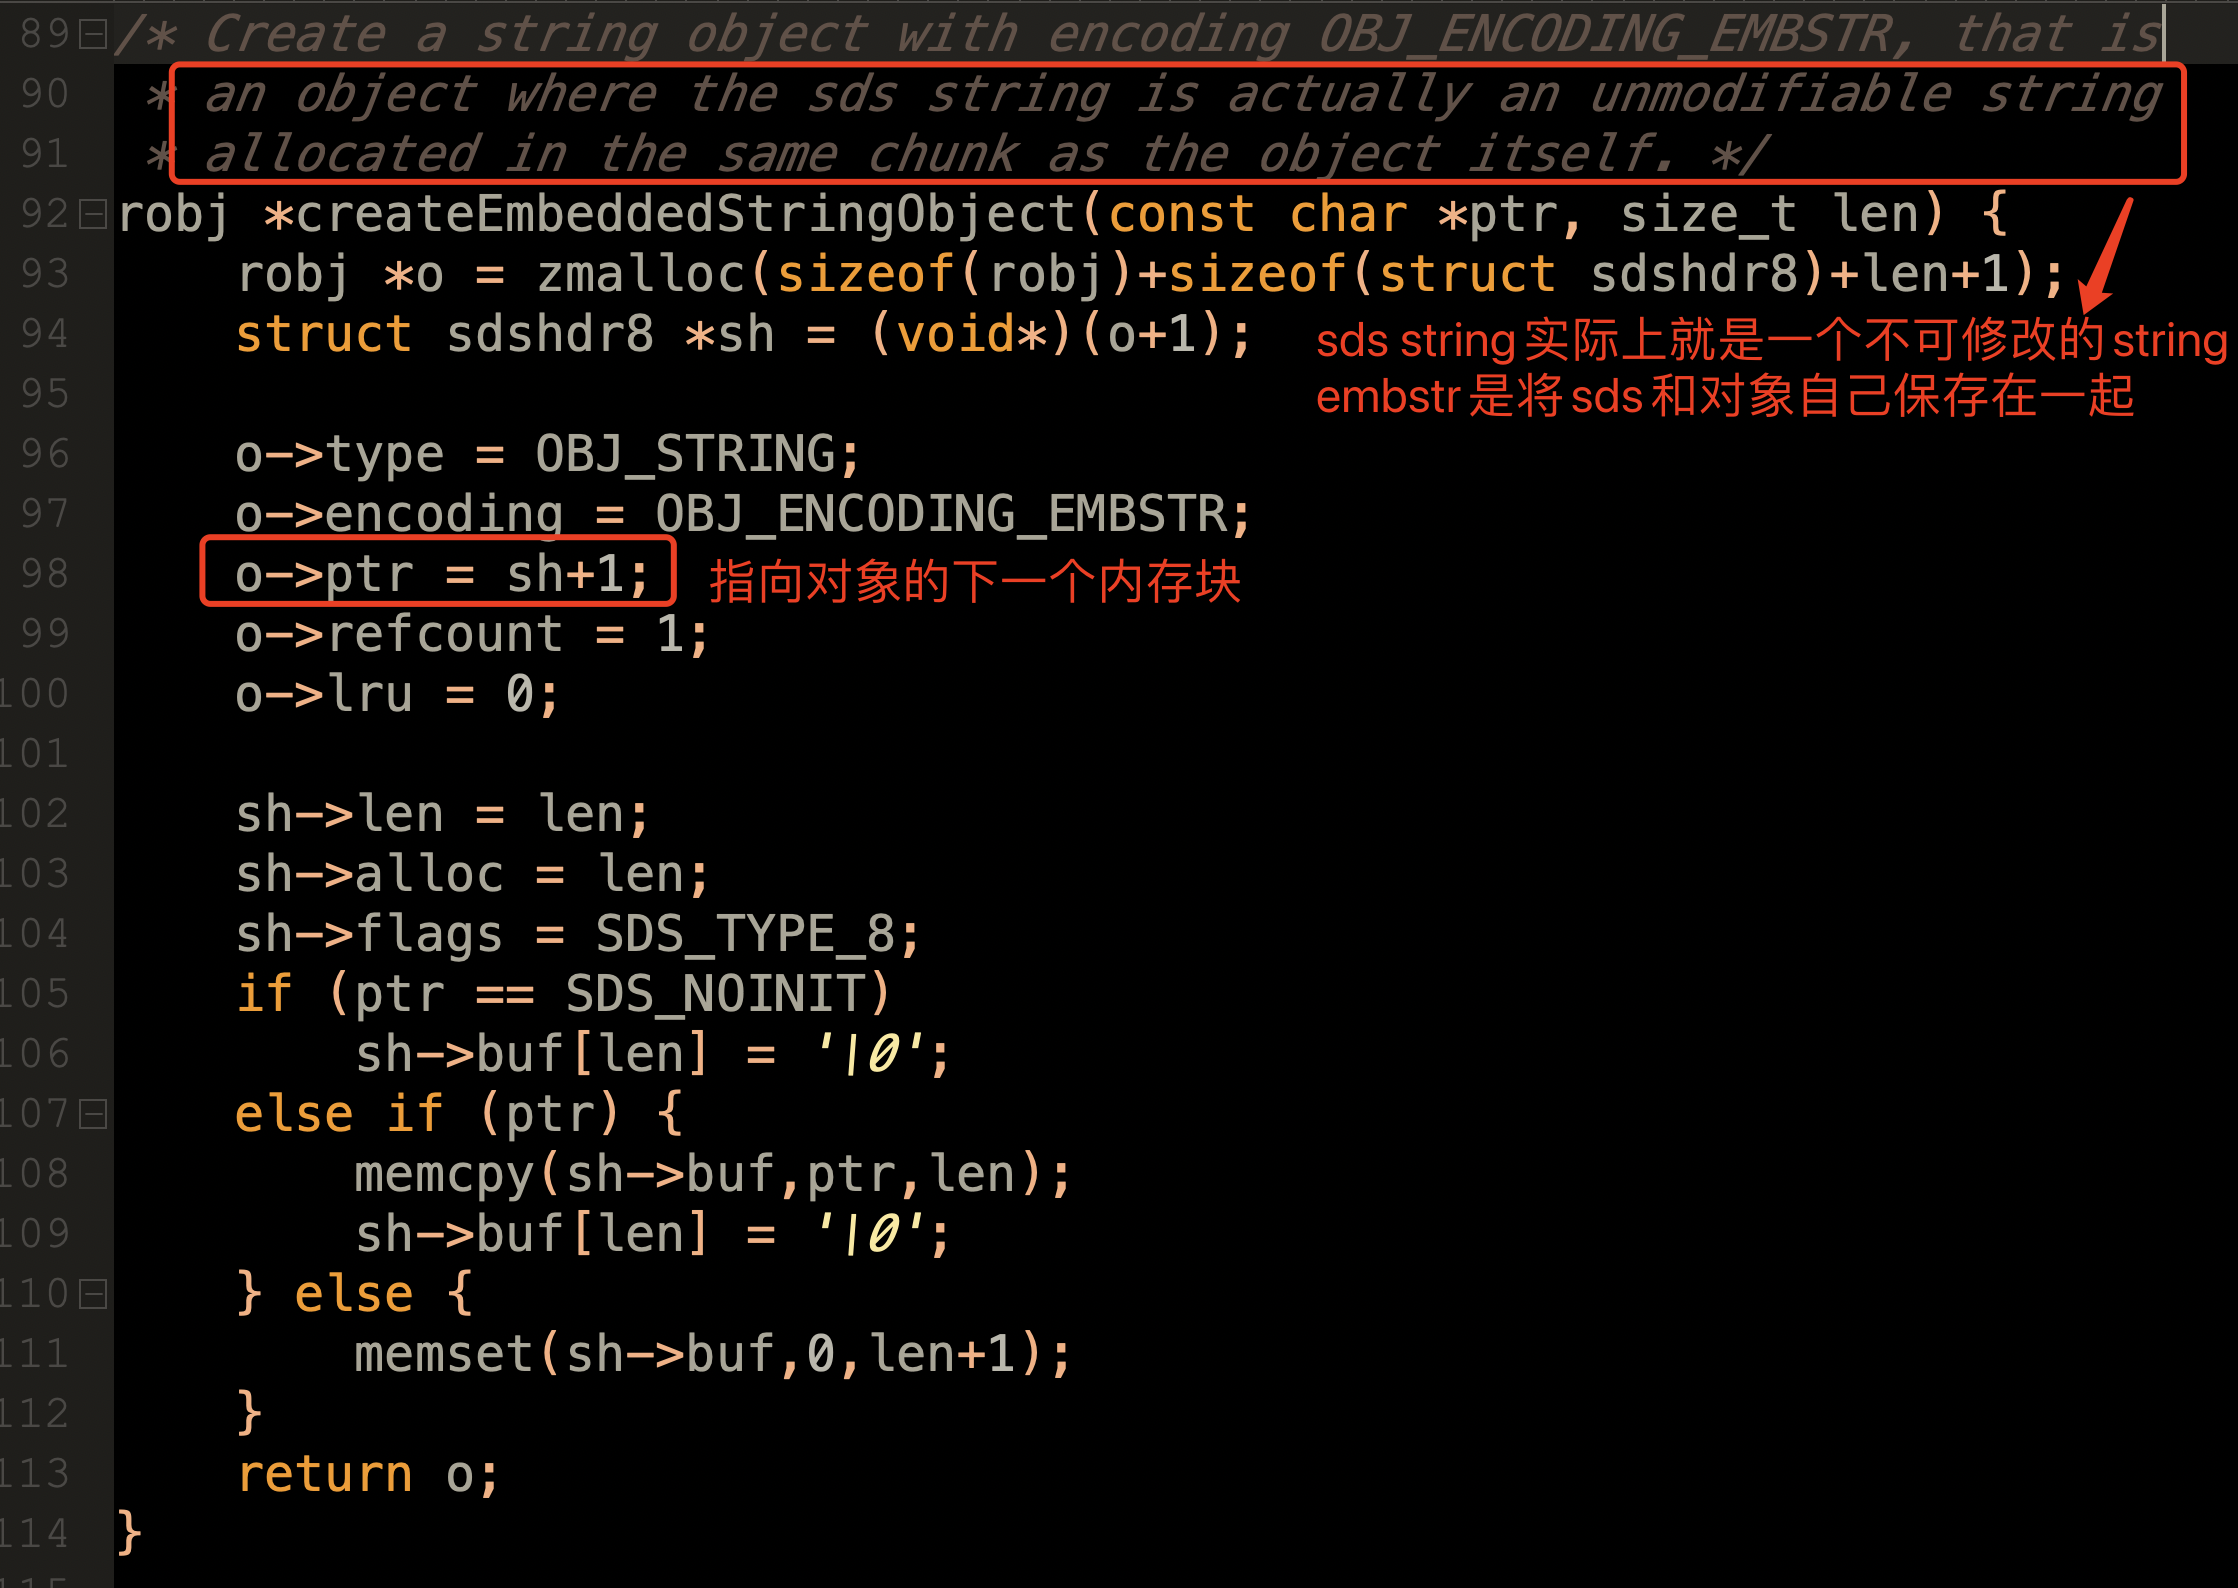 89 /* Create a string object with encoding OBJ_ENCODING_EMBSTR, that is
90  * an object where the sds string is actually an unmodifiable string
91  * allocated in the same chunk as the object itself. */
92 robj *createEmbeddedStringObject(const char *ptr, size_t len) {
93     robj *o = zmalloc(sizeof(robj)+sizeof(struct sdshdr8)+len+1);
94     struct sdshdr8 *sh = (void*)(o+1);
sds string 实际上就是一个不可修改的 string
95
embstr 是将 sds 和对象自己保存在一起
96     o->type = OBJ_STRING;
97     o->encoding = OBJ_ENCODING_EMBSTR;
98     o->ptr = sh+1; 指向对象的下一个内存块
99     o->refcount = 1;
100     o->lru = 0;
101
102     sh->len = len;
103     sh->alloc = len;
104     sh->flags = SDS_TYPE_8;
105     if (ptr == SDS_NOINIT)
106         sh->buf[len] = '\0';
107     else if (ptr) {
108         memcpy(sh->buf,ptr,len);
109         sh->buf[len] = '\0';
110     } else {
111         memset(sh->buf,0,len+1);
112     }
113     return o;
114 }